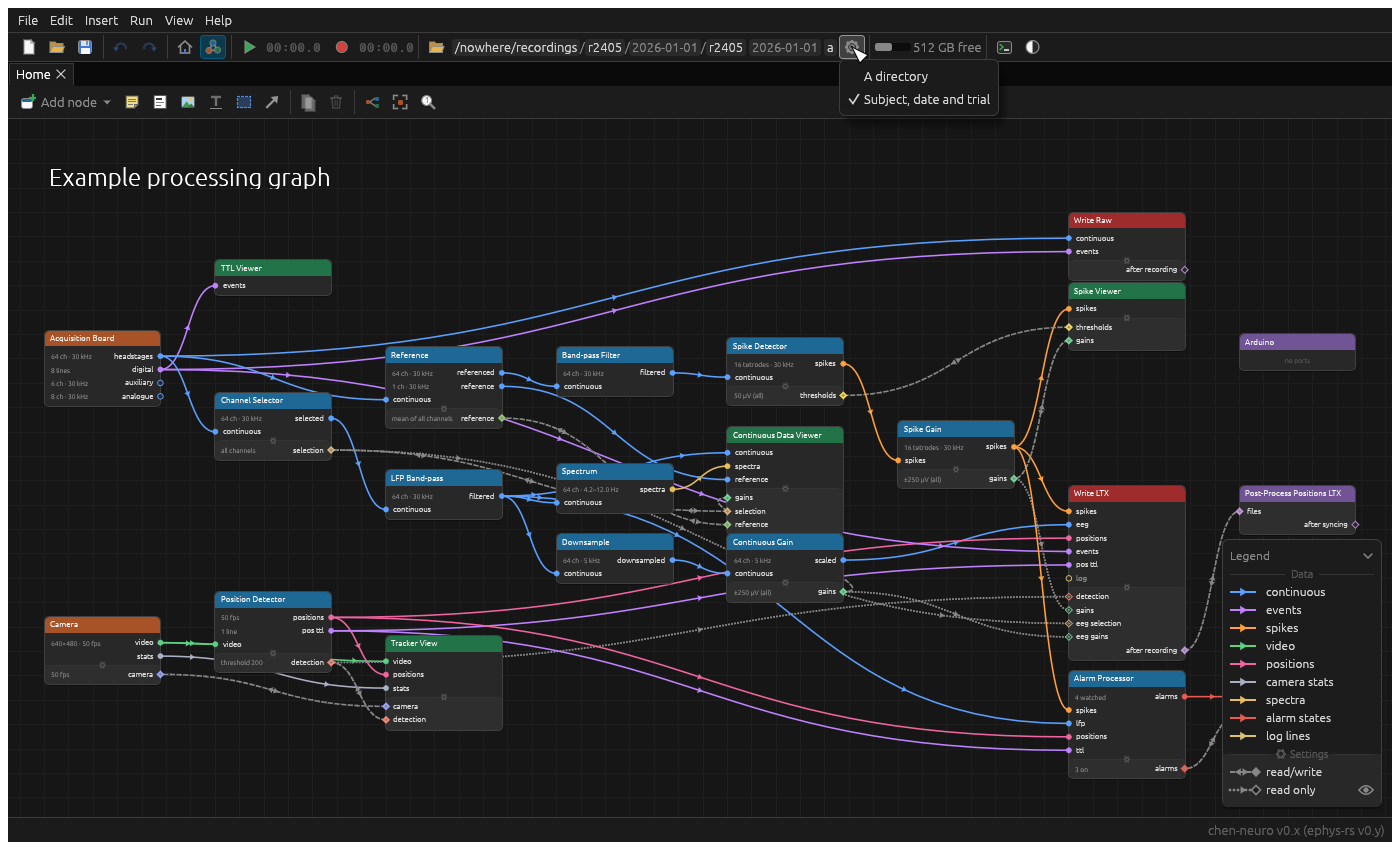 File Edit Insert Run View Help
00:00.0 00:00.0 /nowhere/recordings / r2405 / 2026-01-01 / r2405 2026-01-01 a 512 GB free
Home
A directory
✓ Subject, date and trial
Add node
Example processing graph
Write Raw
continuous
events
after recording
TTL Viewer
events
Spike Viewer
spikes
thresholds
gains
Acquisition Board
64 ch · 30 kHz headstages
8 lines digital
6 ch · 30 kHz auxiliary
8 ch · 30 kHz analogue
Reference
64 ch · 30 kHz referenced
1 ch · 30 kHz reference
continuous
mean of all channels reference
Band-pass Filter
64 ch · 30 kHz filtered
continuous
Spike Detector
16 tetrodes · 30 kHz spikes
continuous
50 µV (all) thresholds
Arduino
no ports
Channel Selector
64 ch · 30 kHz selected
continuous
all channels selection
Continuous Data Viewer
continuous
spectra
reference
gains
selection
reference
Spike Gain
16 tetrodes · 30 kHz spikes
spikes
±250 µV (all) gains
LFP Band-pass
64 ch · 30 kHz filtered
continuous
Spectrum
64 ch · 4.2–12.0 Hz spectra
continuous
Write LTX
spikes
eeg
positions
events
pos ttl
log
detection
gains
eeg selection
eeg gains
after recording
Post-Process Positions LTX
files
after syncing
Downsample
64 ch · 5 kHz downsampled
continuous
Continuous Gain
64 ch · 5 kHz scaled
continuous
±250 µV (all) gains
Position Detector
50 fps positions
1 line pos ttl
video
threshold 200 detection
Camera
640×480 · 50 fps video
stats
50 fps camera
Tracker View
video
positions
stats
camera
detection
Alarm Processor
4 watched alarms
spikes
lfp
positions
ttl
3 on alarms
Legend
Data
continuous
events
spikes
video
positions
camera stats
spectra
alarm states
log lines
Settings
read/write
read only
chen-neuro v0.x (ephys-rs v0.y)